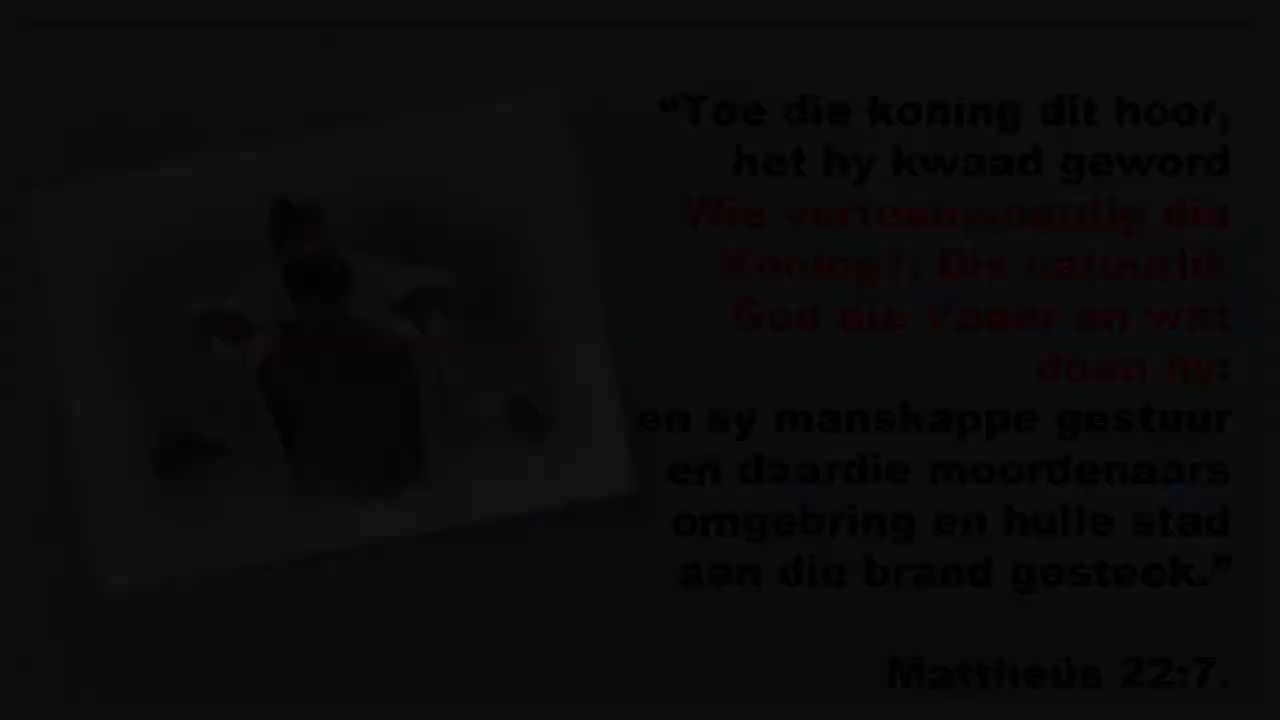 “Toe die koning dit hoor,
het hy kwaad geword
Wie verteenwoordig die
Koning?: Dis natuurlik
God die Vader en wat
doen hy:
en sy manskappe gestuur
en daardie moordenaars
omgebring en hulle stad
aan die brand gesteek.”
Mattheüs 22:7.